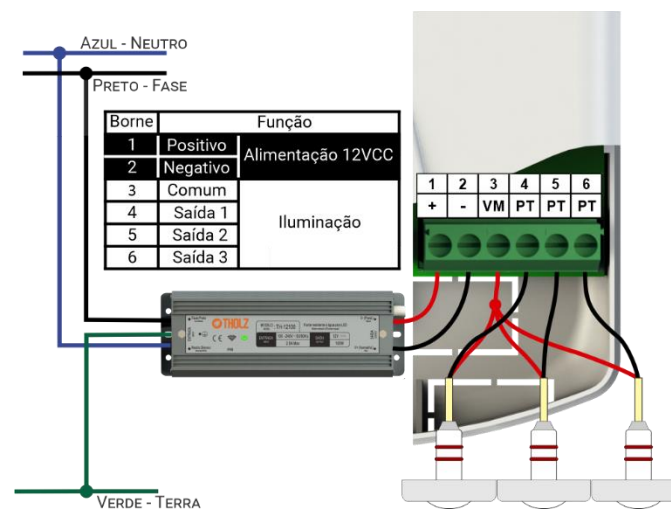 AZUL - NEUTRO
PRETO - FASE
Borne Função
1 Positivo Alimentação 12VCC
2 Negativo
3 Comum Iluminação
4 Saída 1
5 Saída 2
6 Saída 3
1 2 3 4 5 6
+ - VM PT PT PT
THOLZ
VERDE - TERRA